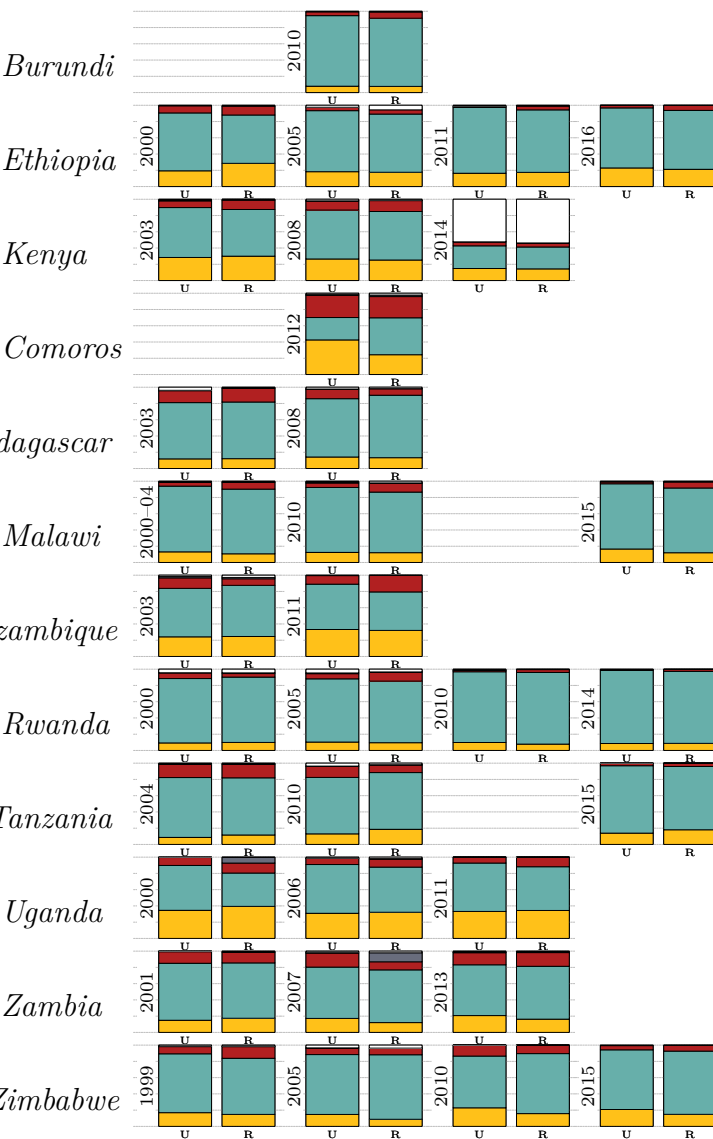 2010
Burundi
U R
2000 2005 2011 2016
Ethiopia
U R U R U R U R
2003 2008 2014
Kenya
U R U R U R
2012
Comoros
U R
2003 2008
dagascar
U R U R
2000–04 2010 2015
Malawi
U R U R U R
2003 2011
zambique
U R U R
2000 2005 2010 2014
Rwanda
U R U R U R U R
2004 2010 2015
Tanzania
U R U R U R
2000 2006 2011
Uganda
U R U R U R
2001 2007 2013
Zambia
U R U R U R
1999 2005 2010 2015
Zimbabwe
U R U R U R U R